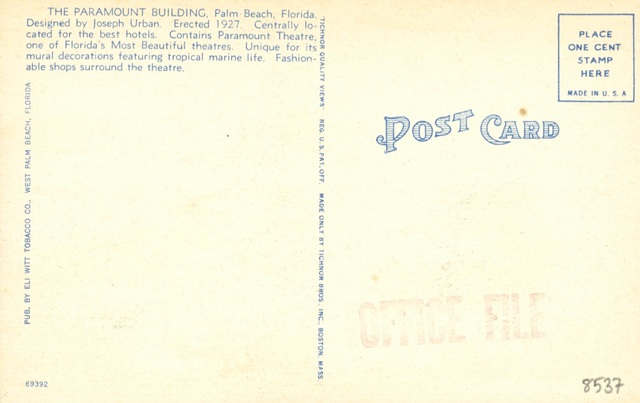 THE PARAMOUNT BUILDING, Palm Beach, Florida.
Designed by Joseph Urban. Erected 1927. Centrally lo-
cated for the best hotels. Contains Paramount Theatre,
one of Florida's Most Beautiful theatres. Unique for its
mural decorations featuring tropical marine life. Fashion-
able shops surround the theatre.
PUB. BY ELI WITT TOBACCO CO., WEST PALM BEACH, FLORIDA
69392
TICHNOR QUALITY VIEWS REG. U.S. PAT. OFF. MADE ONLY BY TICHNOR BROS. INC., BOSTON, MASS.
PLACE
ONE CENT
STAMP
HERE
MADE IN U. S. A
POST CARD
OFFICE FILE
8537